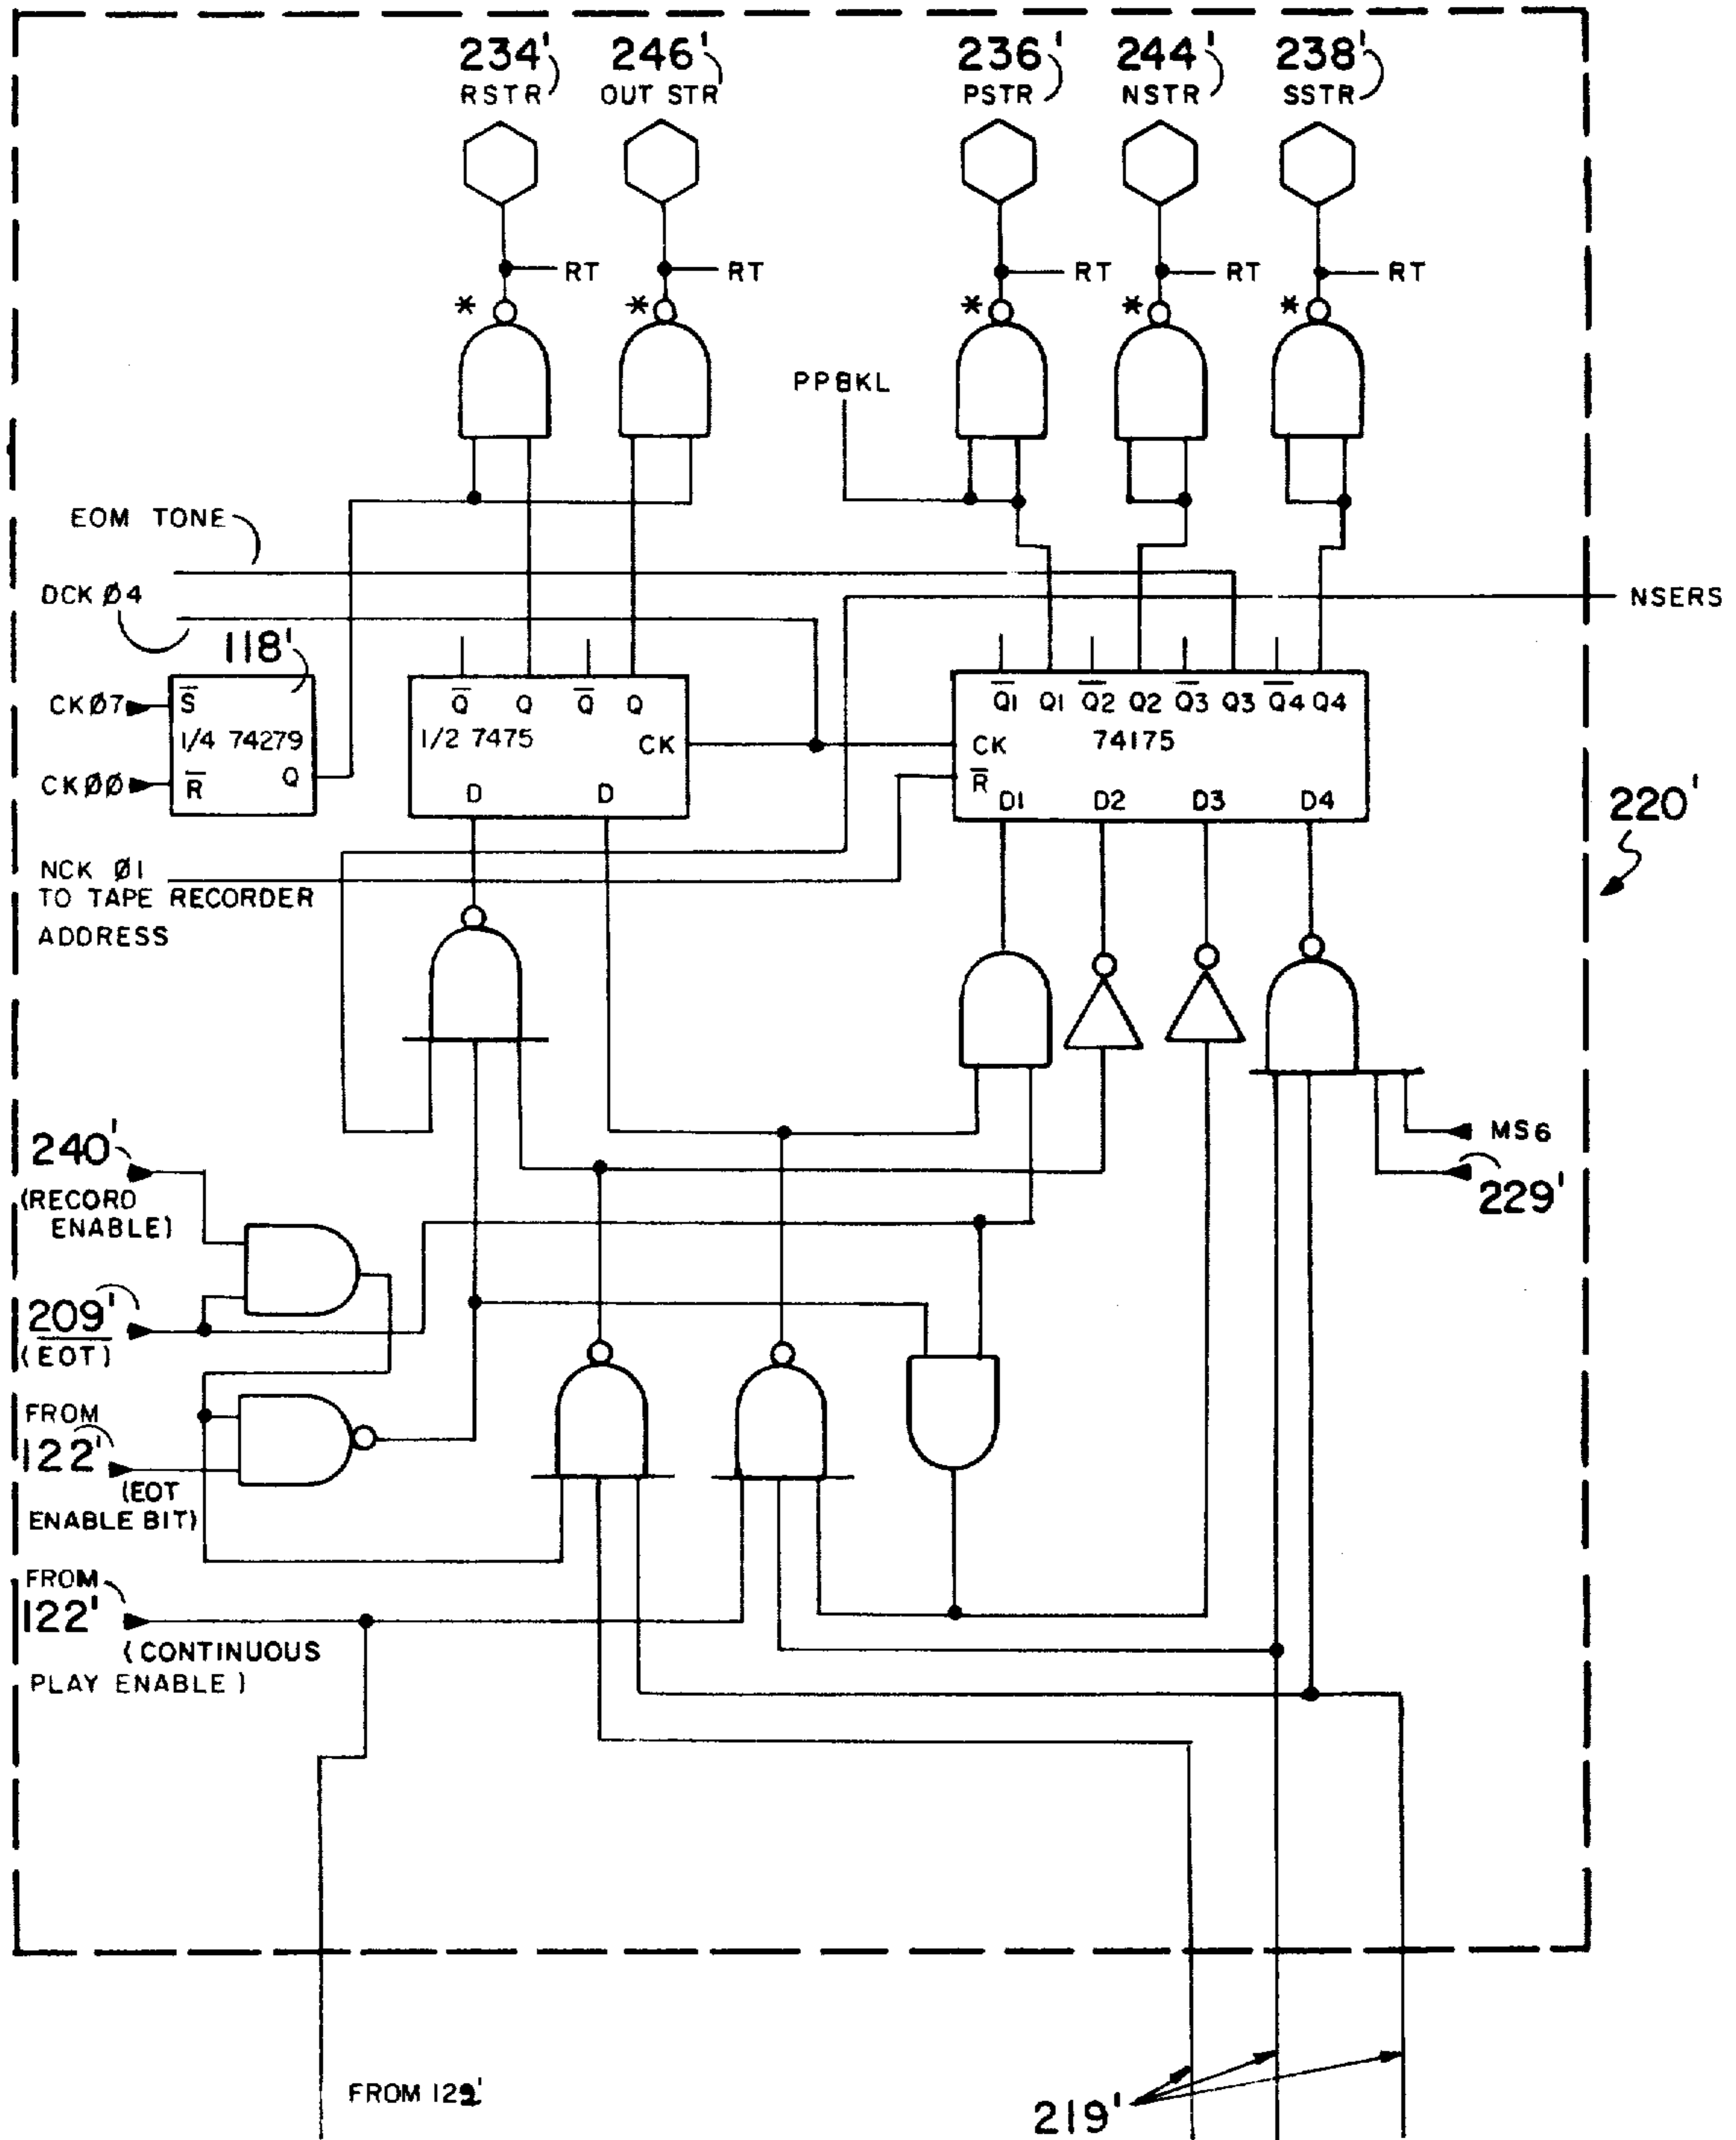 234' 246' 236' 244' 238'
RSTR OUT STR PSTR NSTR SSTR
RT RT RT RT RT
* * * * *
PPBKL
EOM TONE
DCK Ø4
NSERS
118'
CKØ7 S̅
1/4 74279
CKØØ R̅ Q
Q̅ Q Q̅ Q
1/2 7475 CK
D D
Q̅1 Q1 Q̅2 Q2 Q̅3 Q3 Q̅4 Q4
CK 74175
R̅
D1 D2 D3 D4
220'
NCK Ø1
TO TAPE RECORDER
ADDRESS
MS6
229'
240'
(RECORD
ENABLE)
209'
(E̅O̅T̅)
FROM
122'
(EOT
ENABLE BIT)
FROM
122'
(CONTINUOUS
PLAY ENABLE)
FROM 122'
219'